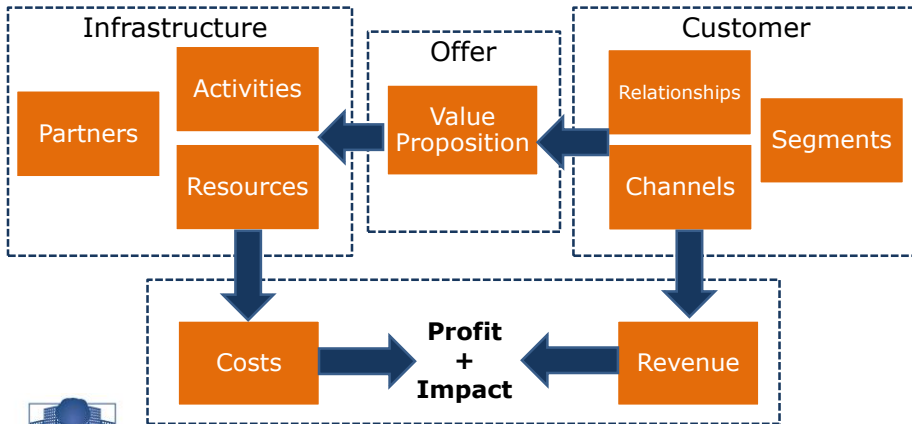 Infrastructure
Partners
Activities
Resources
Offer
Value
Proposition
Customer
Relationships
Channels
Segments
Costs
Profit
+
Impact
Revenue